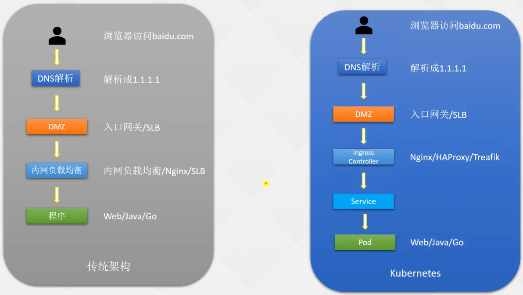 浏览器访问baidu.com
DNS解析
解析成1.1.1.1
DMZ
入口网关/SLB
内网负载均衡
内网负载均衡/Nginx/SLB
程序
Web/Java/Go
传统架构
浏览器访问baidu.com
DNS解析
解析成1.1.1.1
DMZ
入口网关/SLB
Ingress
Controller
Nginx/HAProxy/Treafik
Service
Pod
Web/Java/Go
Kubernetes